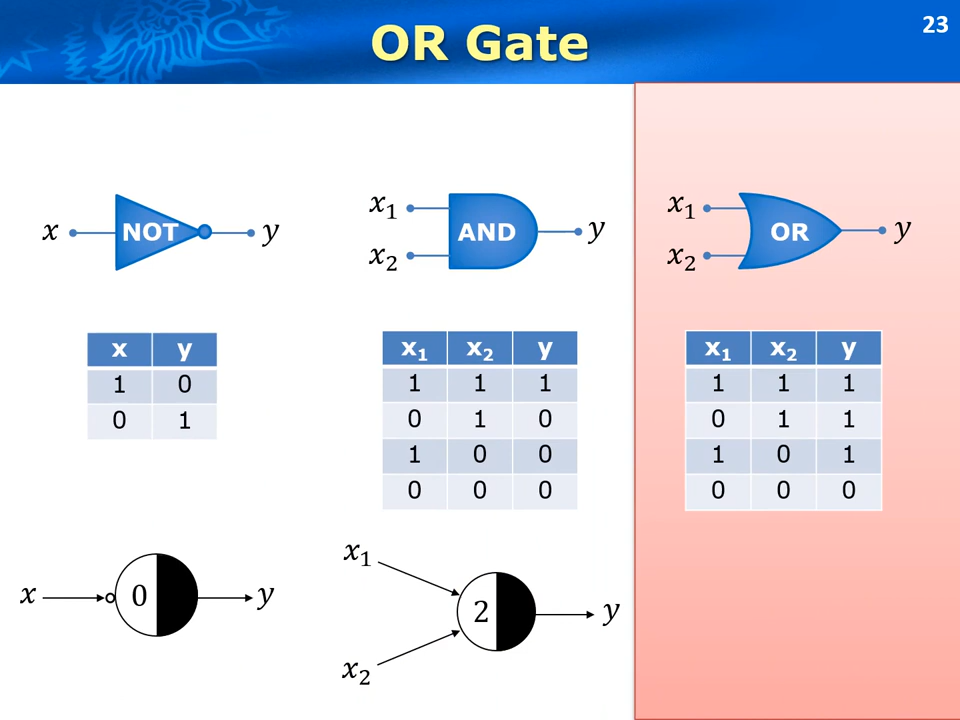 OR Gate
23
x NOT y
x₁ x₂ AND y
x₁ x₂ OR y
x y
1 0
0 1
x₁ x₂ y
1 1 1
0 1 0
1 0 0
0 0 0
x₁ x₂ y
1 1 1
0 1 1
1 0 1
0 0 0
x 0 y
x₁
2 y
x₂